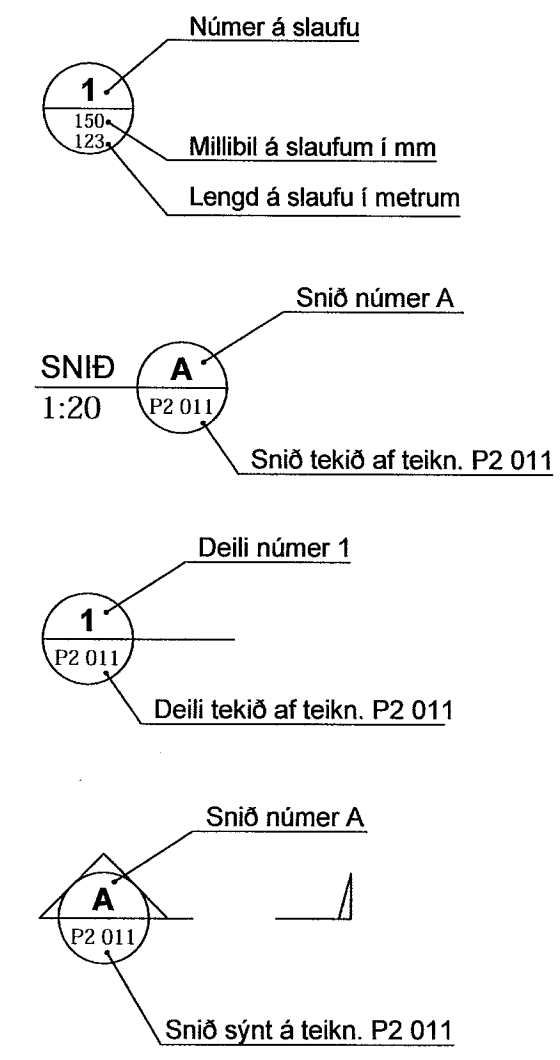 Númer á slaufu
1
150
123
Millibil á slaufum í mm
Lengd á slaufu í metrum
Snið númer A
SNIÐ
1:20
A
P2 011
Snið tekið af teikn. P2 011
Deili númer 1
1
P2 011
Deili tekið af teikn. P2 011
Snið númer A
A
P2 011
Snið sýnt á teikn. P2 011